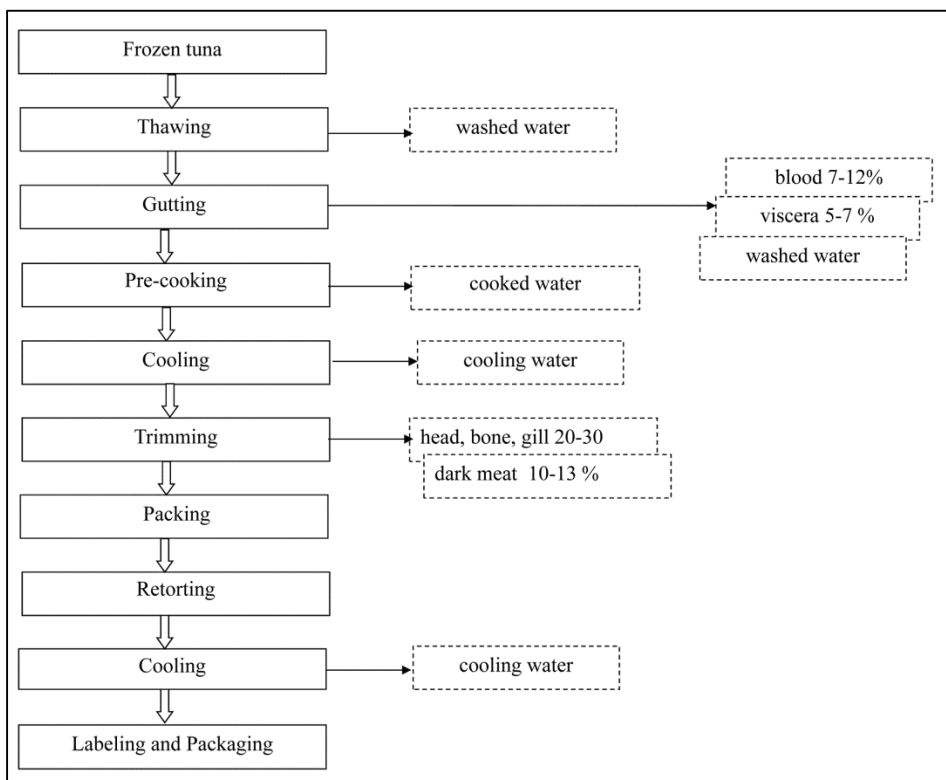 Frozen tuna
Thawing
washed water
blood 7-12%
Gutting
viscera 5-7 %
washed water
Pre-cooking
cooked water
Cooling
cooling water
Trimming
head, bone, gill 20-30
dark meat 10-13 %
Packing
Retorting
Cooling
cooling water
Labeling and Packaging